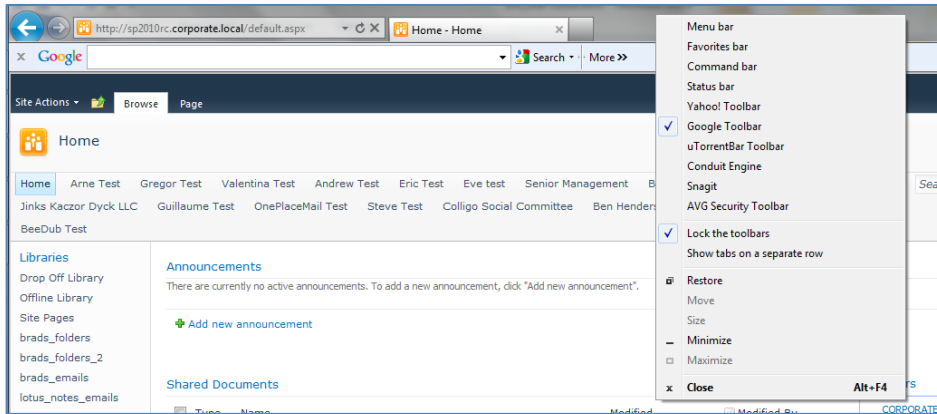 http://sp2010rc.corporate.local/default.aspx
Home - Home
x Google Search More >>
Site Actions Browse Page
Home
Home Arne Test Gregor Test Valentina Test Andrew Test Eric Test Eve test Senior Management B Sea
Jinks Kaczor Dyck LLC Guillaume Test OnePlaceMail Test Steve Test Colligo Social Committee Ben Hender
BeeDub Test
Libraries
Drop Off Library
Offline Library
Site Pages
brads_folders
brads_folders_2
brads_emails
lotus_notes_emails
Announcements
There are currently no active announcements. To add a new announcement, click "Add new announcement".
Add new announcement
Shared Documents
Type Name Modified Modified By
Menu bar
Favorites bar
Command bar
Status bar
Yahoo! Toolbar
Google Toolbar
uTorrentBar Toolbar
Conduit Engine
Snagit
AVG Security Toolbar
Lock the toolbars
Show tabs on a separate row
Restore
Move
Size
Minimize
Maximize
x Close Alt+F4
rs
CORPORATE